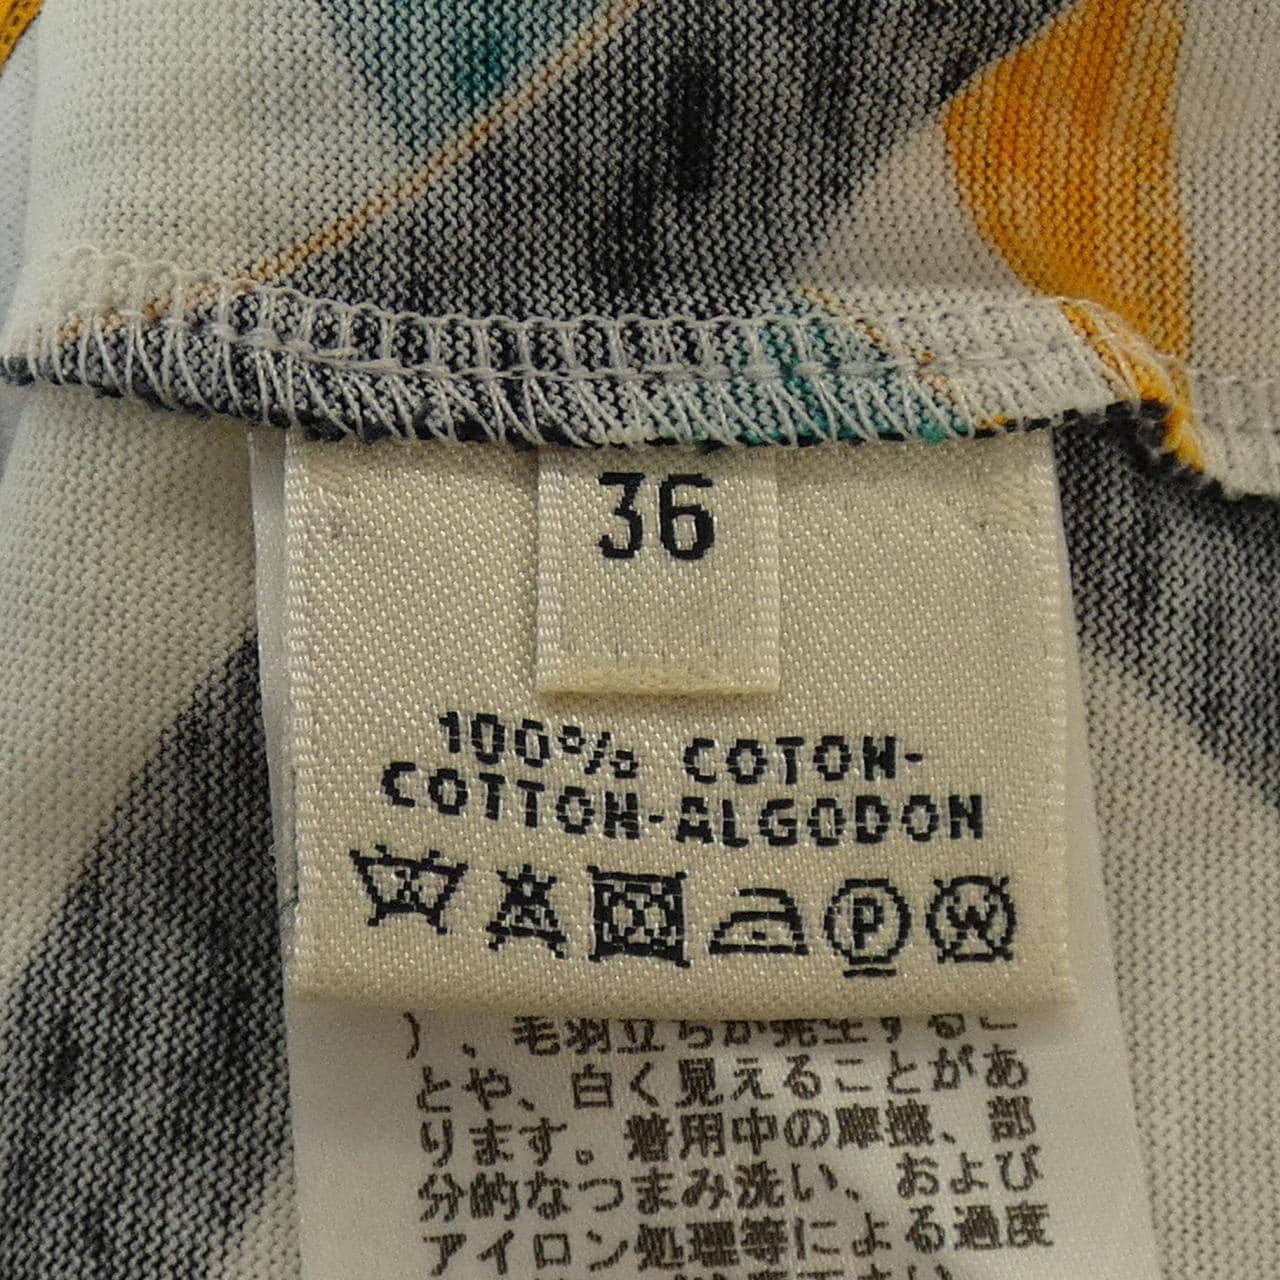 36
100% COTON-
COTTON-ALGODON
P W
)、毛羽立ちが発生するこ
とや、白く見えることがあ
ります。着用中の摩擦、部
分的なつまみ洗い、および
アイロン処理等による過度